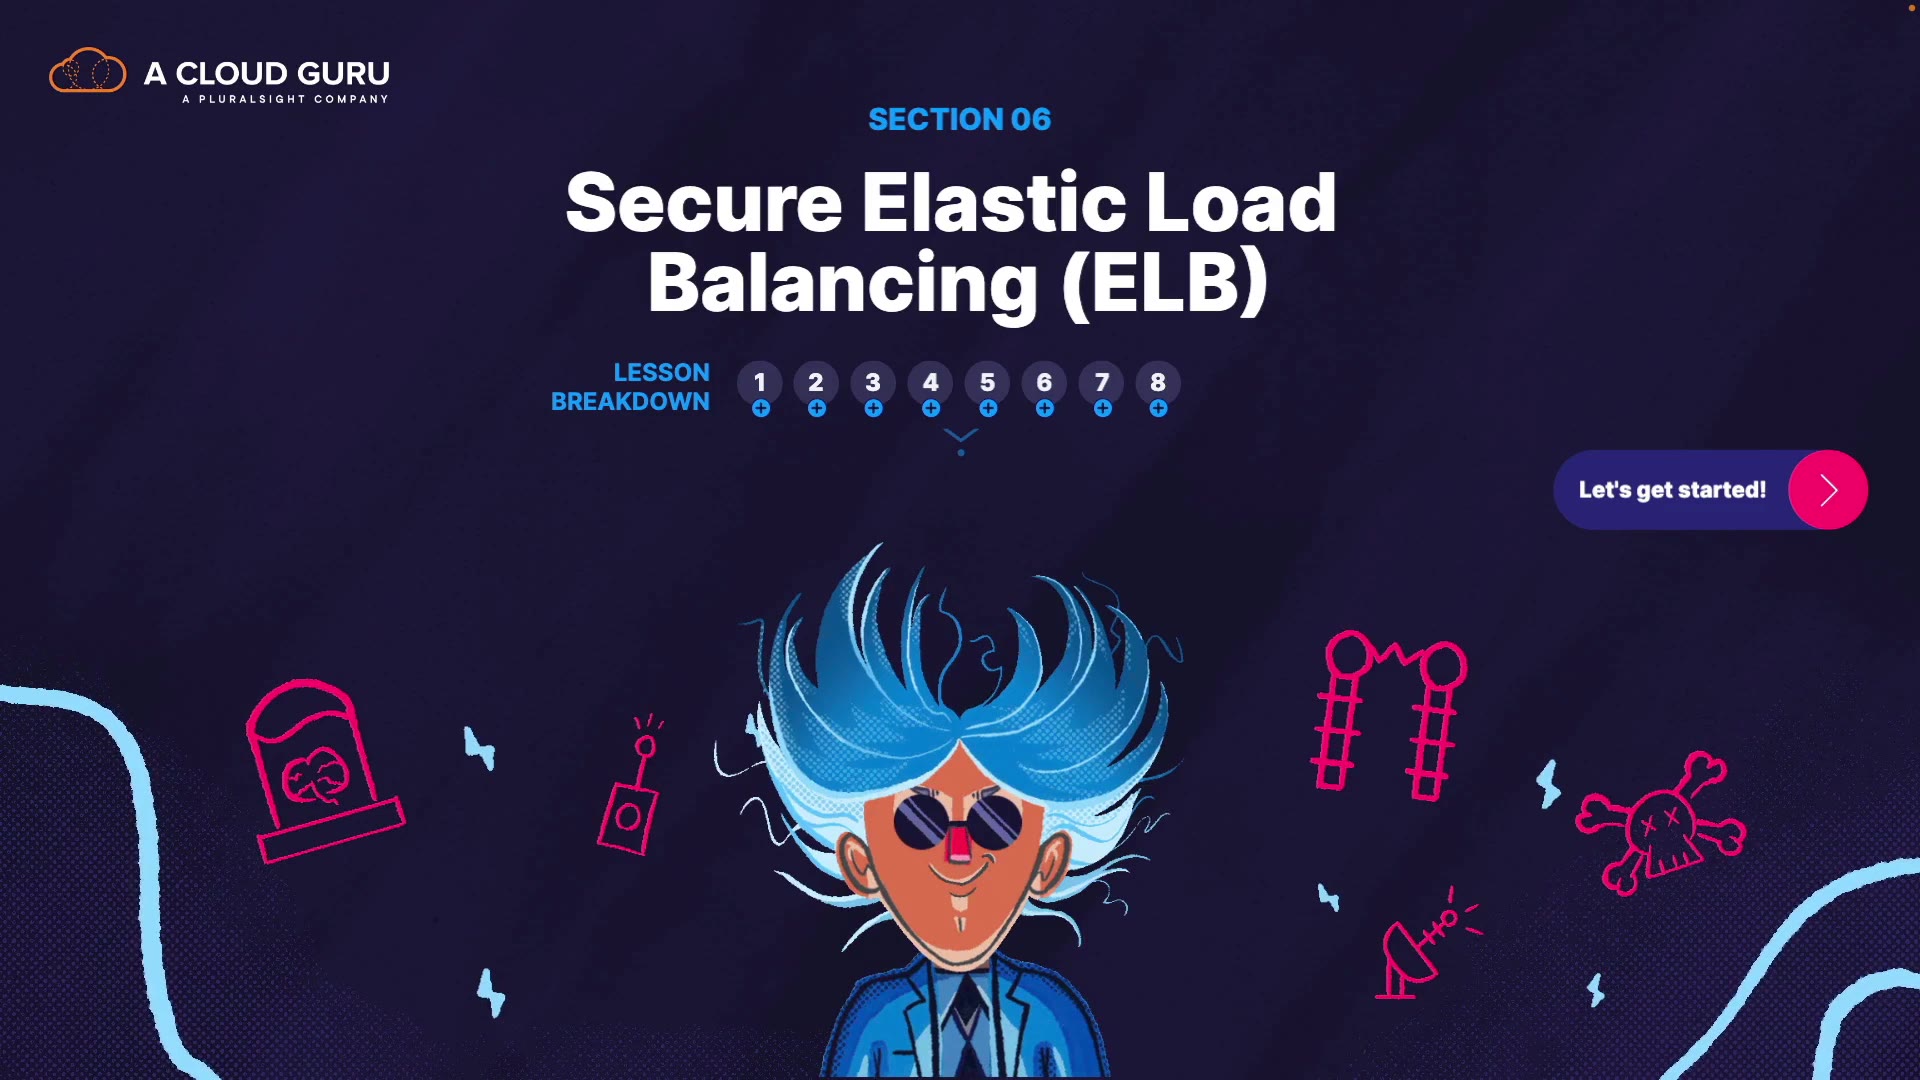 A CLOUD GURU
A PLURALSIGHT COMPANY
SECTION 06
Secure Elastic Load
Balancing (ELB)
LESSON
BREAKDOWN
1 2 3 4 5 6 7 8
Let's get started!